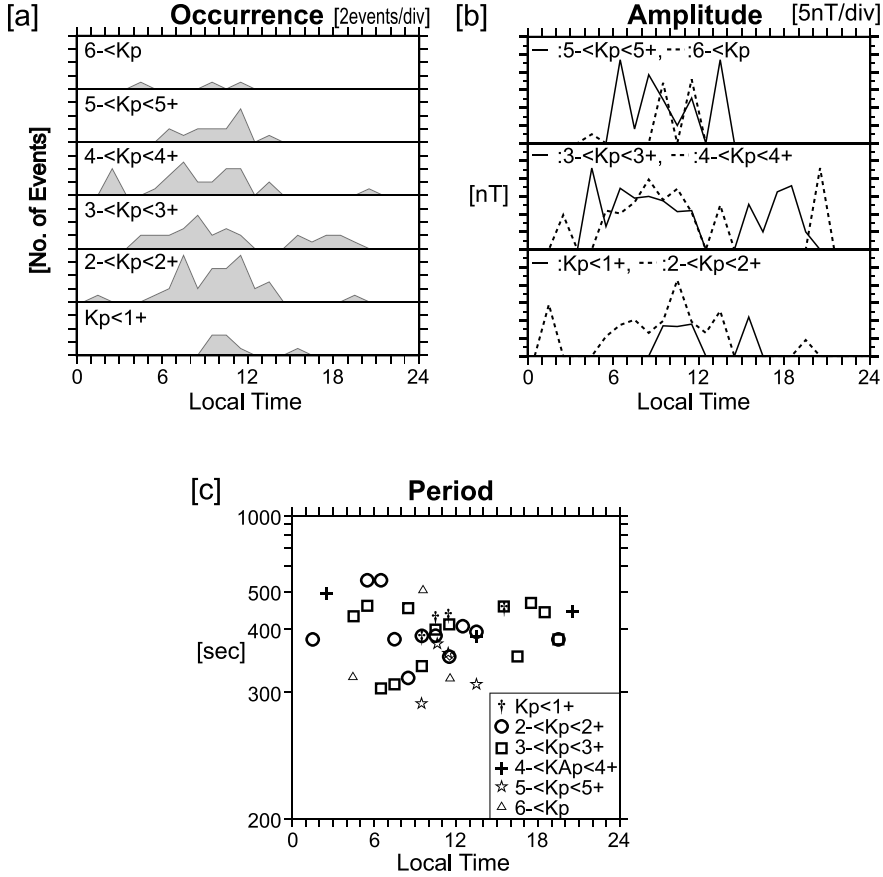 [a] Occurrence [2events/div]
6-<Kp
5-<Kp<5+
4-<Kp<4+
3-<Kp<3+
2-<Kp<2+
Kp<1+
[No. of Events]
0 6 12 18 24
Local Time
[b] Amplitude [5nT/div]
:5-<Kp<5+, :6-<Kp
:3-<Kp<3+, :4-<Kp<4+
:Kp<1+, :2-<Kp<2+
[nT]
0 6 12 18 24
Local Time
[c] Period
1000
500
400
300
200
[sec]
† Kp<1+
2-<Kp<2+
3-<Kp<3+
4-<KAp<4+
5-<Kp<5+
6-<Kp
0 6 12 18 24
Local Time